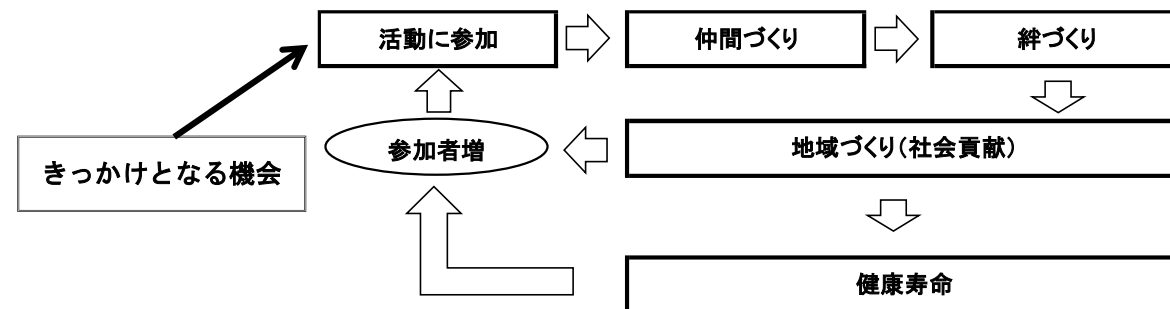 活動に参加
仲間づくり
絆づくり
きっかけとなる機会
参加者増
地域づくり(社会貢献)
健康寿命